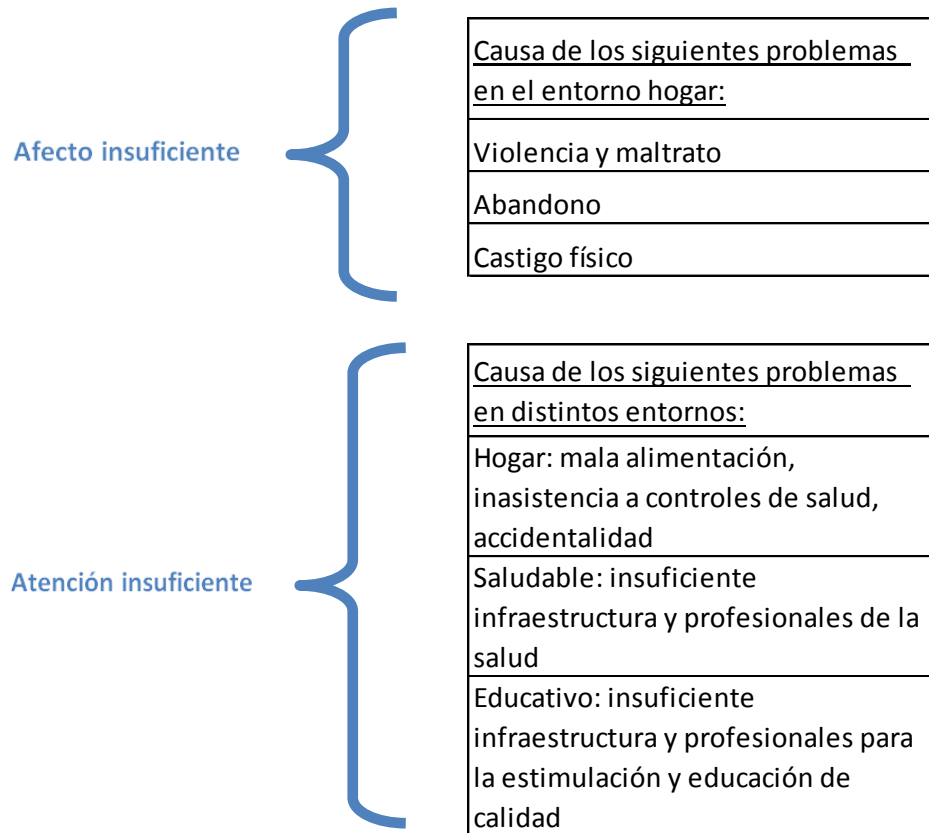 Afecto insuficiente
Causa de los siguientes problemas
en el entorno hogar:
Violencia y maltrato
Abandono
Castigo físico
Atención insuficiente
Causa de los siguientes problemas
en distintos entornos:
Hogar: mala alimentación,
inasistencia a controles de salud,
accidentalidad
Saludable: insuficiente
infraestructura y profesionales de la
salud
Educativo: insuficiente
infraestructura y profesionales para
la estimulación y educación de
calidad